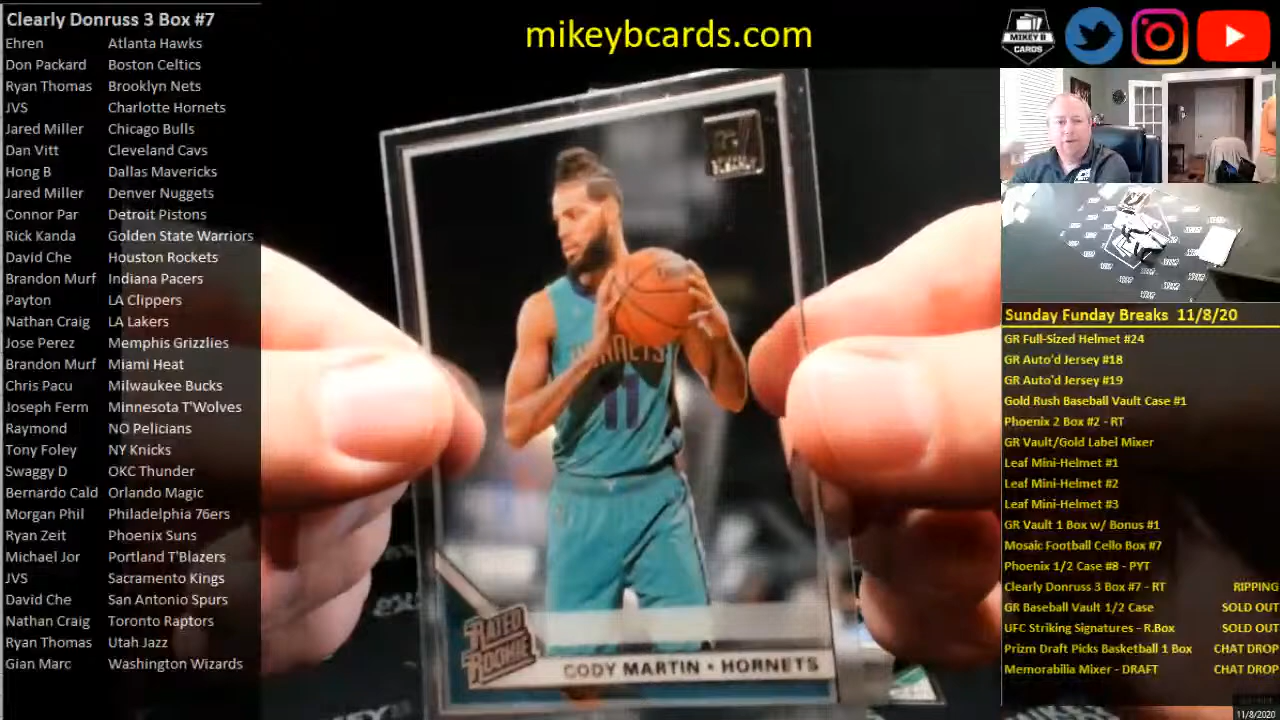 Clearly Donruss 3 Box #7
Ehren Atlanta Hawks
Don Packard Boston Celtics
Ryan Thomas Brooklyn Nets
JVS Charlotte Hornets
Jared Miller Chicago Bulls
Dan Vitt Cleveland Cavs
Hong B Dallas Mavericks
Jared Miller Denver Nuggets
Connor Par Detroit Pistons
Rick Kanda Golden State Warriors
David Che Houston Rockets
Brandon Murf Indiana Pacers
Payton LA Clippers
Nathan Craig LA Lakers
Jose Perez Memphis Grizzlies
Brandon Murf Miami Heat
Chris Pacu Milwaukee Bucks
Joseph Ferm Minnesota T'Wolves
Raymond NO Pelicians
Tony Foley NY Knicks
Swaggy D OKC Thunder
Bernardo Cald Orlando Magic
Morgan Phil Philadelphia 76ers
Ryan Zeit Phoenix Suns
Michael Jor Portland T'Blazers
JVS Sacramento Kings
David Che San Antonio Spurs
Nathan Craig Toronto Raptors
Ryan Thomas Utah Jazz
Gian Marc Washington Wizards
mikeybcards.com
MIKEY B
CARDS
HORNETS
11
RATED
ROOKIE
CODY MARTIN • HORNETS
Sunday Funday Breaks 11/8/20
GR Full-Sized Helmet #24
GR Auto'd Jersey #18
GR Auto'd Jersey #19
Gold Rush Baseball Vault Case #1
Phoenix 2 Box #2 - RT
GR Vault/Gold Label Mixer
Leaf Mini-Helmet #1
Leaf Mini-Helmet #2
Leaf Mini-Helmet #3
GR Vault 1 Box w/ Bonus #1
Mosaic Football Cello Box #7
Phoenix 1/2 Case #8 - PYT
Clearly Donruss 3 Box #7 - RT RIPPING
GR Baseball Vault 1/2 Case SOLD OUT
UFC Striking Signatures - R.Box SOLD OUT
Prizm Draft Picks Basketball 1 Box CHAT DROP
Memorabilia Mixer - DRAFT CHAT DROP
11/8/2020